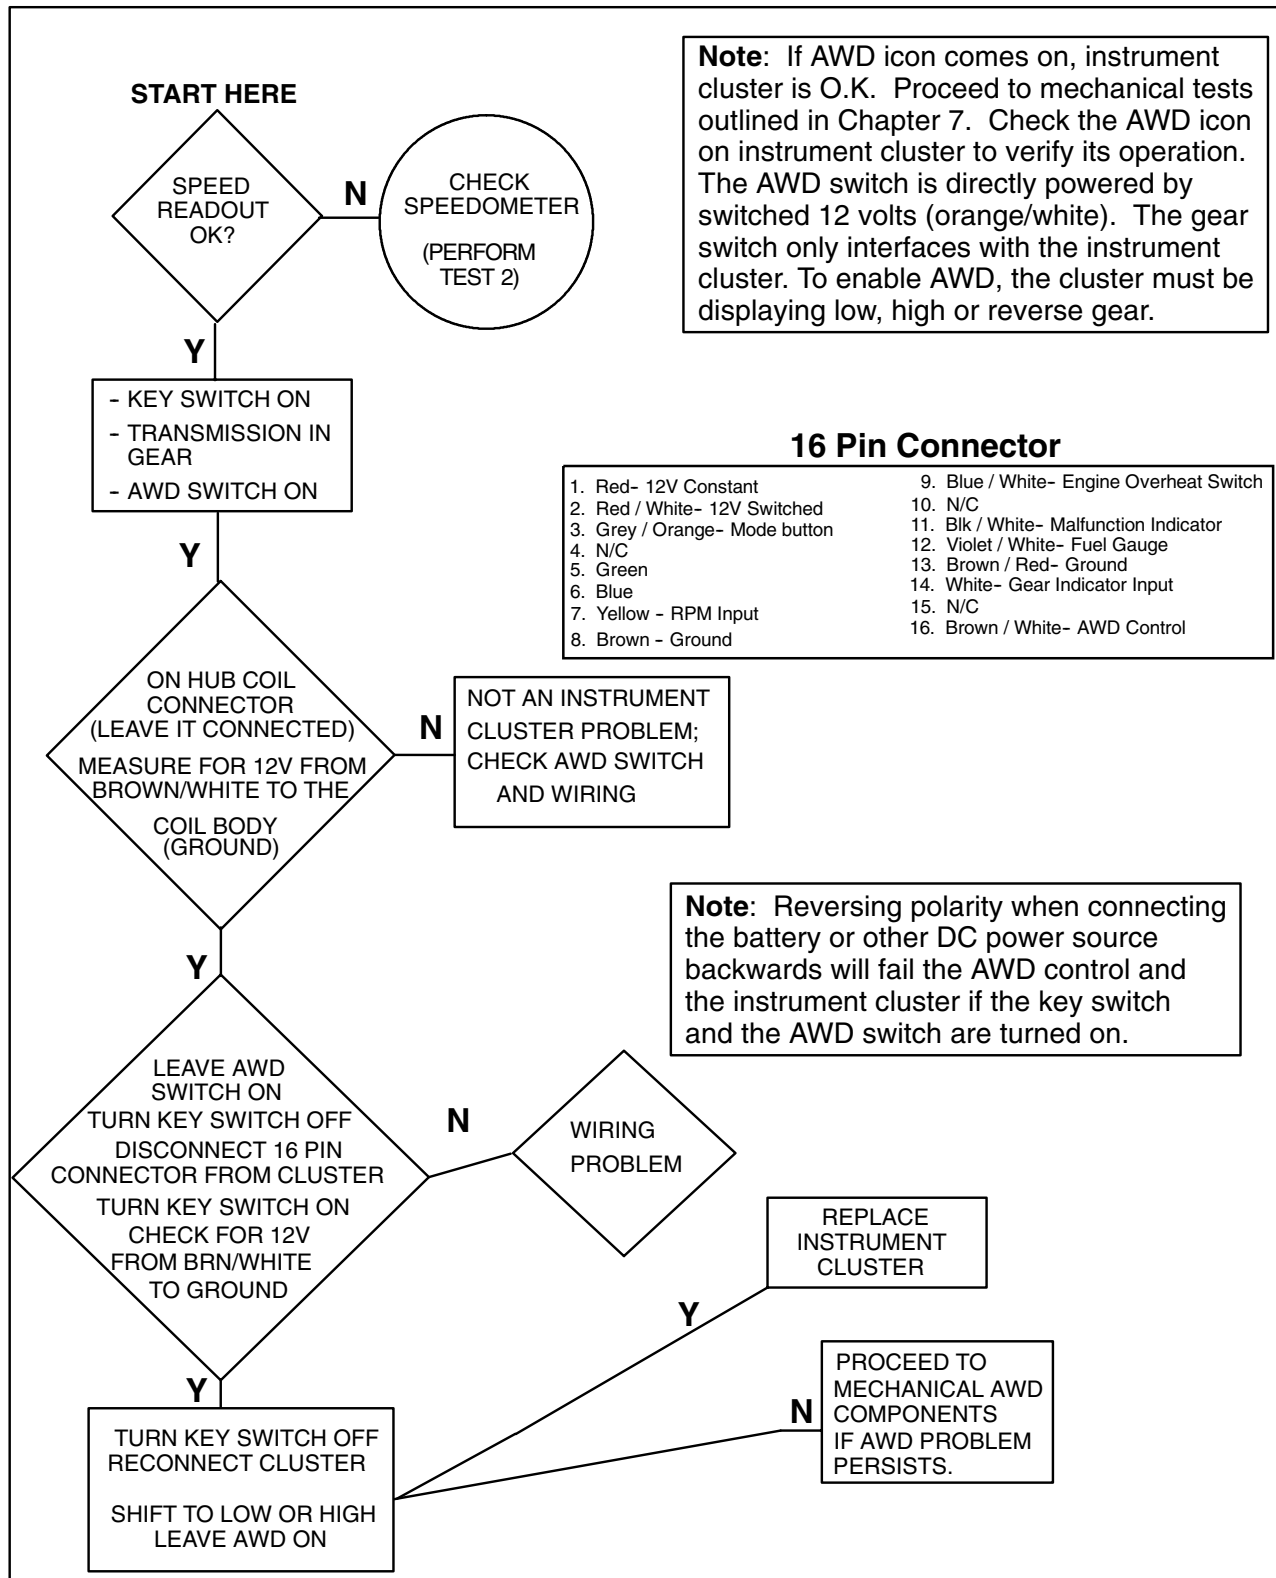 START HERE
SPEED
READOUT
OK?
N
CHECK
SPEEDOMETER
(PERFORM
TEST 2)
Note: If AWD icon comes on, instrument
cluster is O.K. Proceed to mechanical tests
outlined in Chapter 7. Check the AWD icon
on instrument cluster to verify its operation.
The AWD switch is directly powered by
switched 12 volts (orange/white). The gear
switch only interfaces with the instrument
cluster. To enable AWD, the cluster must be
displaying low, high or reverse gear.
Y
- KEY SWITCH ON
- TRANSMISSION IN
GEAR
- AWD SWITCH ON
16 Pin Connector
1. Red- 12V Constant
2. Red / White- 12V Switched
3. Grey / Orange- Mode button
4. N/C
5. Green
6. Blue
7. Yellow - RPM Input
8. Brown - Ground
9. Blue / White- Engine Overheat Switch
10. N/C
11. Blk / White- Malfunction Indicator
12. Violet / White- Fuel Gauge
13. Brown / Red- Ground
14. White- Gear Indicator Input
15. N/C
16. Brown / White- AWD Control
Y
ON HUB COIL
CONNECTOR
(LEAVE IT CONNECTED)
MEASURE FOR 12V FROM
BROWN/WHITE TO THE
COIL BODY
(GROUND)
N
NOT AN INSTRUMENT
CLUSTER PROBLEM;
CHECK AWD SWITCH
AND WIRING
Note: Reversing polarity when connecting
the battery or other DC power source
backwards will fail the AWD control and
the instrument cluster if the key switch
and the AWD switch are turned on.
Y
LEAVE AWD
SWITCH ON
TURN KEY SWITCH OFF
DISCONNECT 16 PIN
CONNECTOR FROM CLUSTER
TURN KEY SWITCH ON
CHECK FOR 12V
FROM BRN/WHITE
TO GROUND
N
WIRING
PROBLEM
Y
TURN KEY SWITCH OFF
RECONNECT CLUSTER
SHIFT TO LOW OR HIGH
LEAVE AWD ON
Y
REPLACE
INSTRUMENT
CLUSTER
N
PROCEED TO
MECHANICAL AWD
COMPONENTS
IF AWD PROBLEM
PERSISTS.